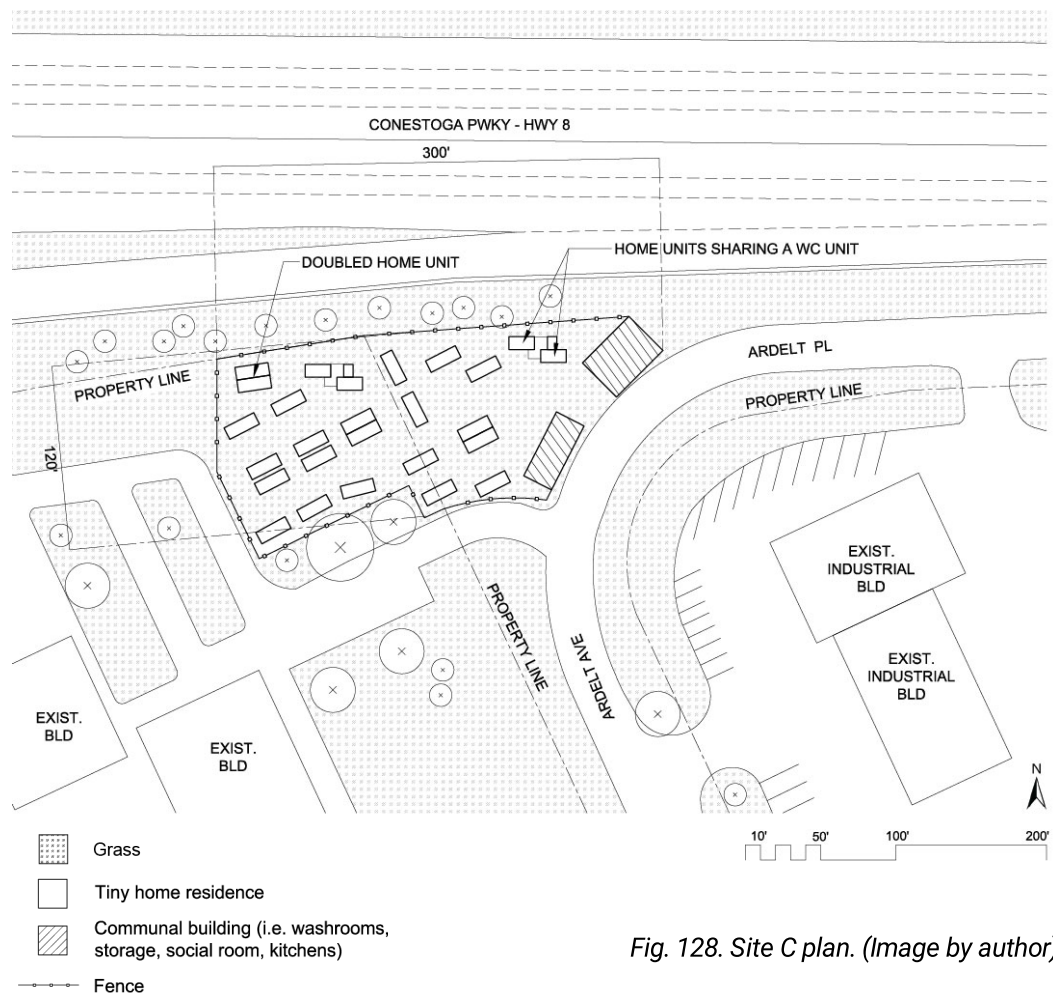 CONESTOGA PWKY - HWY 8
300'
HOME UNITS SHARING A WC UNIT
DOUBLED HOME UNIT
ARDELT PL
PROPERTY LINE
PROPERTY LINE
120'
PROPERTY LINE
ARDELT AVE
EXIST.
INDUSTRIAL
BLD
EXIST.
INDUSTRIAL
BLD
EXIST.
BLD
EXIST.
BLD
N
10' 50' 100' 200'
Grass
Tiny home residence
Communal building (i.e. washrooms,
storage, social room, kitchens)
Fence
Fig. 128. Site C plan. (Image by author)